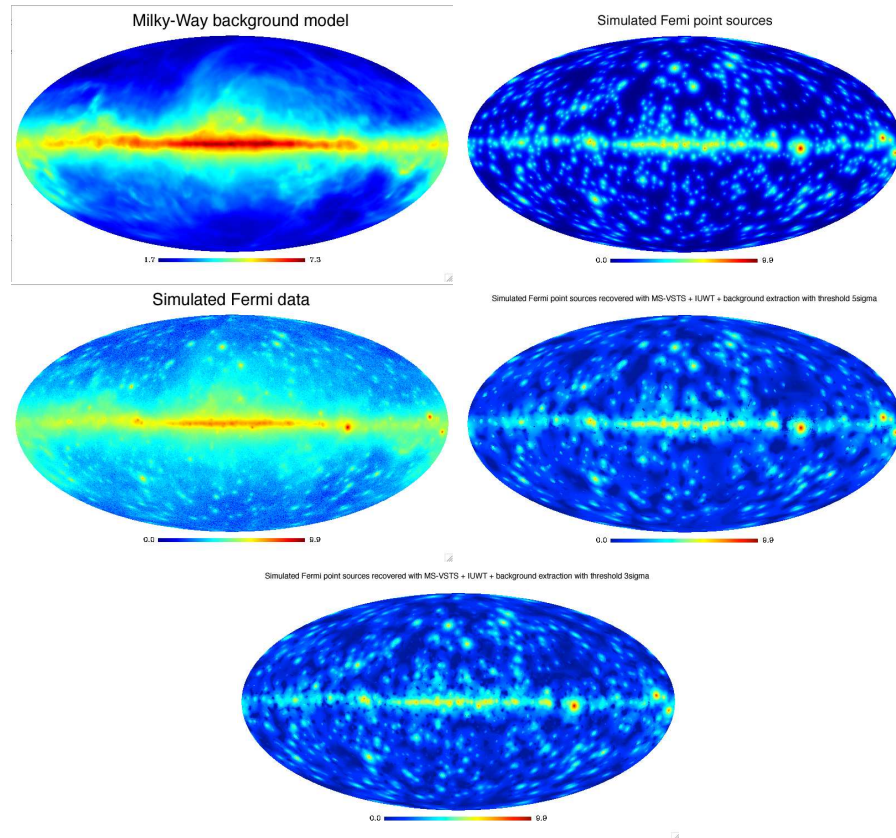 Milky-Way background model
1.7 7.3
Simulated Femi point sources
0.0 9.9
Simulated Fermi data
0.0 9.9
Simulated Fermi point sources recovered with MS-VSTS + IUWT + background extraction with threshold 5sigma
0.0 9.9
Simulated Fermi point sources recovered with MS-VSTS + IUWT + background extraction with threshold 3sigma
0.0 9.9